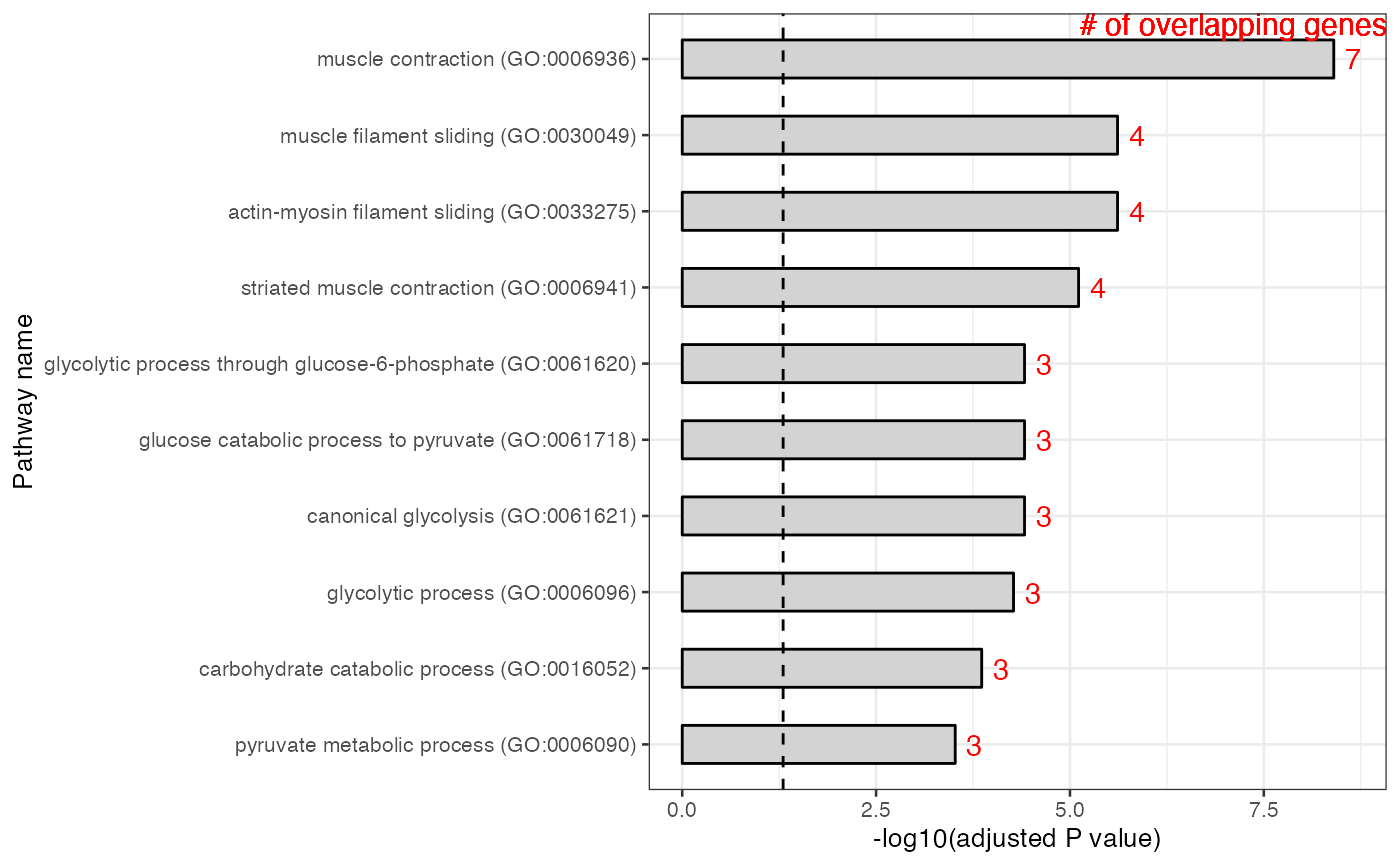 # of overlapping genes
muscle contraction (GO:0006936)
7
muscle filament sliding (GO:0030049)
4
actin-myosin filament sliding (GO:0033275)
4
striated muscle contraction (GO:0006941)
4
glycolytic process through glucose-6-phosphate (GO:0061620)
3
glucose catabolic process to pyruvate (GO:0061718)
3
canonical glycolysis (GO:0061621)
3
glycolytic process (GO:0006096)
3
carbohydrate catabolic process (GO:0016052)
3
pyruvate metabolic process (GO:0006090)
3
Pathway name
0.0 2.5 5.0 7.5
-log10(adjusted P value)